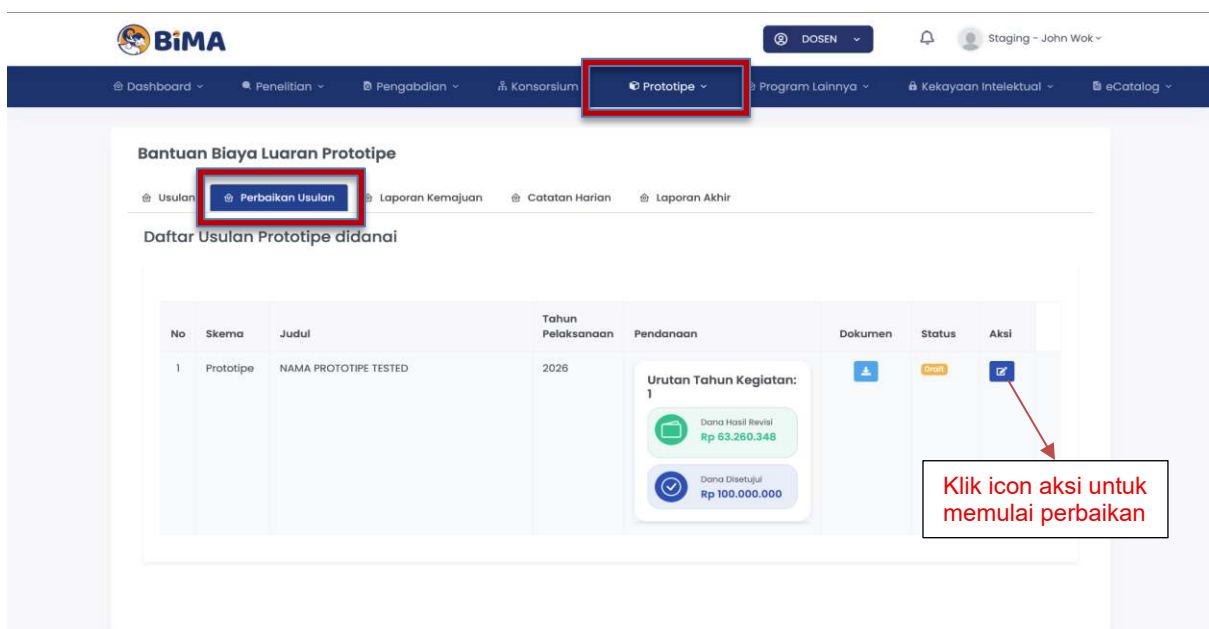 BiMA
DOSEN
Staging - John Wok
Dashboard
Penelitian
Pengabdian
Konsorsium
Prototipe
Program Lainnya
Kekayaan Intelektual
eCatalog
Bantuan Biaya Luaran Prototipe
Usulan
Perbaikan Usulan
Laporan Kemajuan
Catatan Harian
Laporan Akhir
Daftar Usulan Prototipe didanai
No
Skema
Judul
Tahun
Pelaksanaan
Pendanaan
Dokumen
Status
Aksi
1
Prototipe
NAMA PROTOTIPE TESTED
2026
Urutan Tahun Kegiatan:
1
Dana Hasil Revisi
Rp 63.260.348
Dana Disetujui
Rp 100.000.000
Draft
Klik icon aksi untuk
memulai perbaikan